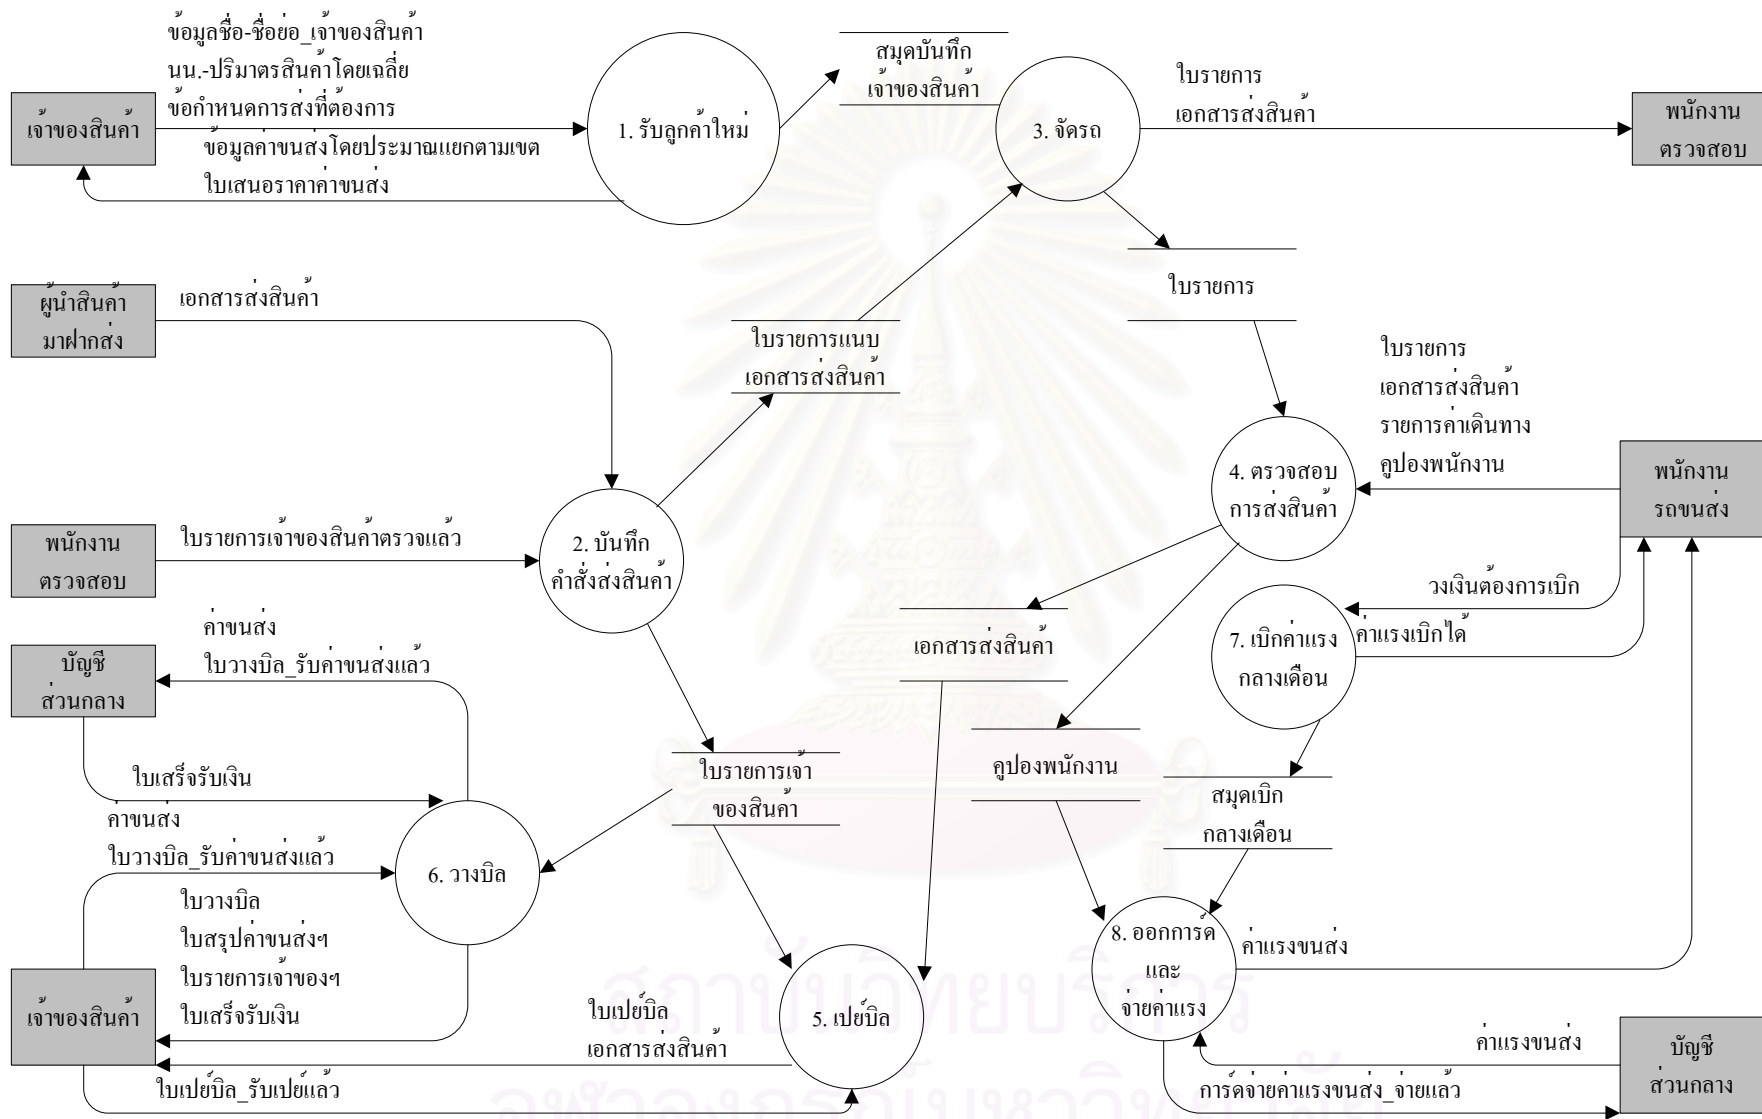 ข้อมูลชื่อ-ชื่อย่อ_เจ้าของสินค้า
นน.-ปริมาตรสินค้าโดยเฉลี่ย
ข้อกำหนดการส่งที่ต้องการ
เจ้าของสินค้า
ข้อมูลค่าขนส่งโดยประมาณแยกตามเขต
ใบเสนอราคาค่าขนส่ง
1. รับลูกค้าใหม่
สมุดบันทึก
เจ้าของสินค้า
3. จัดรถ
ใบรายการ
เอกสารส่งสินค้า
พนักงาน
ตรวจสอบ
ผู้นำสินค้า
มาฝากส่ง
เอกสารส่งสินค้า
ใบรายการแนบ
เอกสารส่งสินค้า
ใบรายการ
ใบรายการ
เอกสารส่งสินค้า
รายการค่าเดินทาง
คูปองพนักงาน
4. ตรวจสอบ
การส่งสินค้า
พนักงาน
รถขนส่ง
พนักงาน
ตรวจสอบ
ใบรายการเจ้าของสินค้าตรวจแล้ว
2. บันทึก
คำสั่งส่งสินค้า
วงเงินต้องการเบิก
ค่าแรงเบิกได้
7. เบิกค่าแรง
กลางเดือน
เอกสารส่งสินค้า
ค่าขนส่ง
ใบวางบิล_รับค่าขนส่งแล้ว
บัญชี
ส่วนกลาง
ใบเสร็จรับเงิน
ใบรายการเจ้า
ของสินค้า
คูปองพนักงาน
สมุดเบิก
กลางเดือน
ค่าขนส่ง
ใบวางบิล_รับค่าขนส่งแล้ว
6. วางบิล
ใบวางบิล
ใบสรุปค่าขนส่งฯ
ใบรายการเจ้าของฯ
ใบเสร็จรับเงิน
เจ้าของสินค้า
ใบเปย์บิล
เอกสารส่งสินค้า
5. เปย์บิล
ใบเปย์บิล_รับเปย์แล้ว
8. ออกการ์ด
และ
จ่ายค่าแรง
ค่าแรงขนส่ง
ค่าแรงขนส่ง
การ์ดจ่ายค่าแรงขนส่ง_จ่ายแล้ว
บัญชี
ส่วนกลาง
สถาบันวิทยบริการ
จุฬาลงกรณ์มหาวิทยาลัย